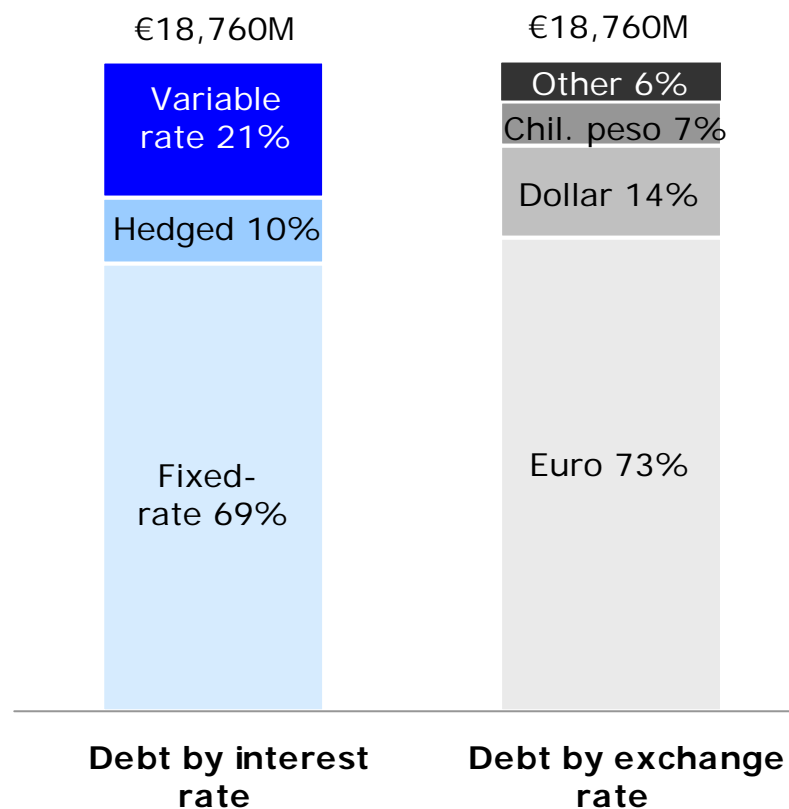 €18,760M
Variable
rate 21%
Hedged 10%
Fixed-
rate 69%
Debt by interest
rate
€18,760M
Other 6%
Chil. peso 7%
Dollar 14%
Euro 73%
Debt by exchange
rate